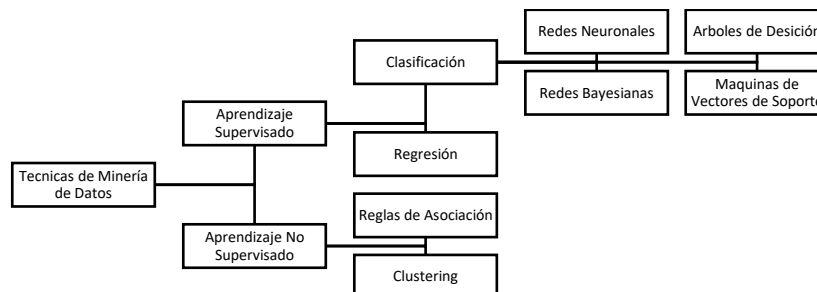 Tecnicas de Minería
de Datos
Aprendizaje
Supervisado
Clasificación
Redes Neuronales
Arboles de Desición
Redes Bayesianas
Maquinas de
Vectores de Soporte
Regresión
Aprendizaje No
Supervisado
Reglas de Asociación
Clustering